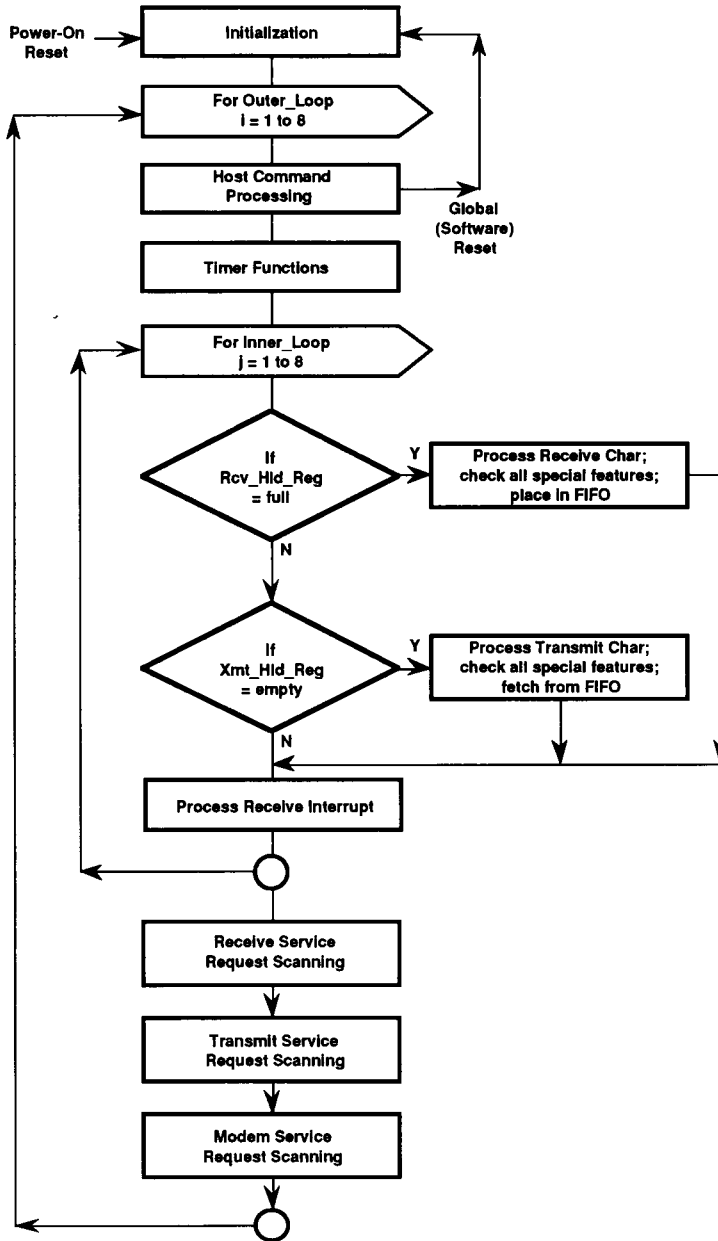 Power-On
Reset
Initialization
For Outer_Loop
i = 1 to 8
Host Command
Processing
Global
(Software)
Reset
Timer Functions
For Inner_Loop
j = 1 to 8
If
Rcv_Hld_Reg
= full
Y
Process Receive Char;
check all special features;
place in FIFO
N
If
Xmt_Hld_Reg
= empty
Y
Process Transmit Char;
check all special features;
fetch from FIFO
N
Process Receive Interrupt
Receive Service
Request Scanning
Transmit Service
Request Scanning
Modem Service
Request Scanning